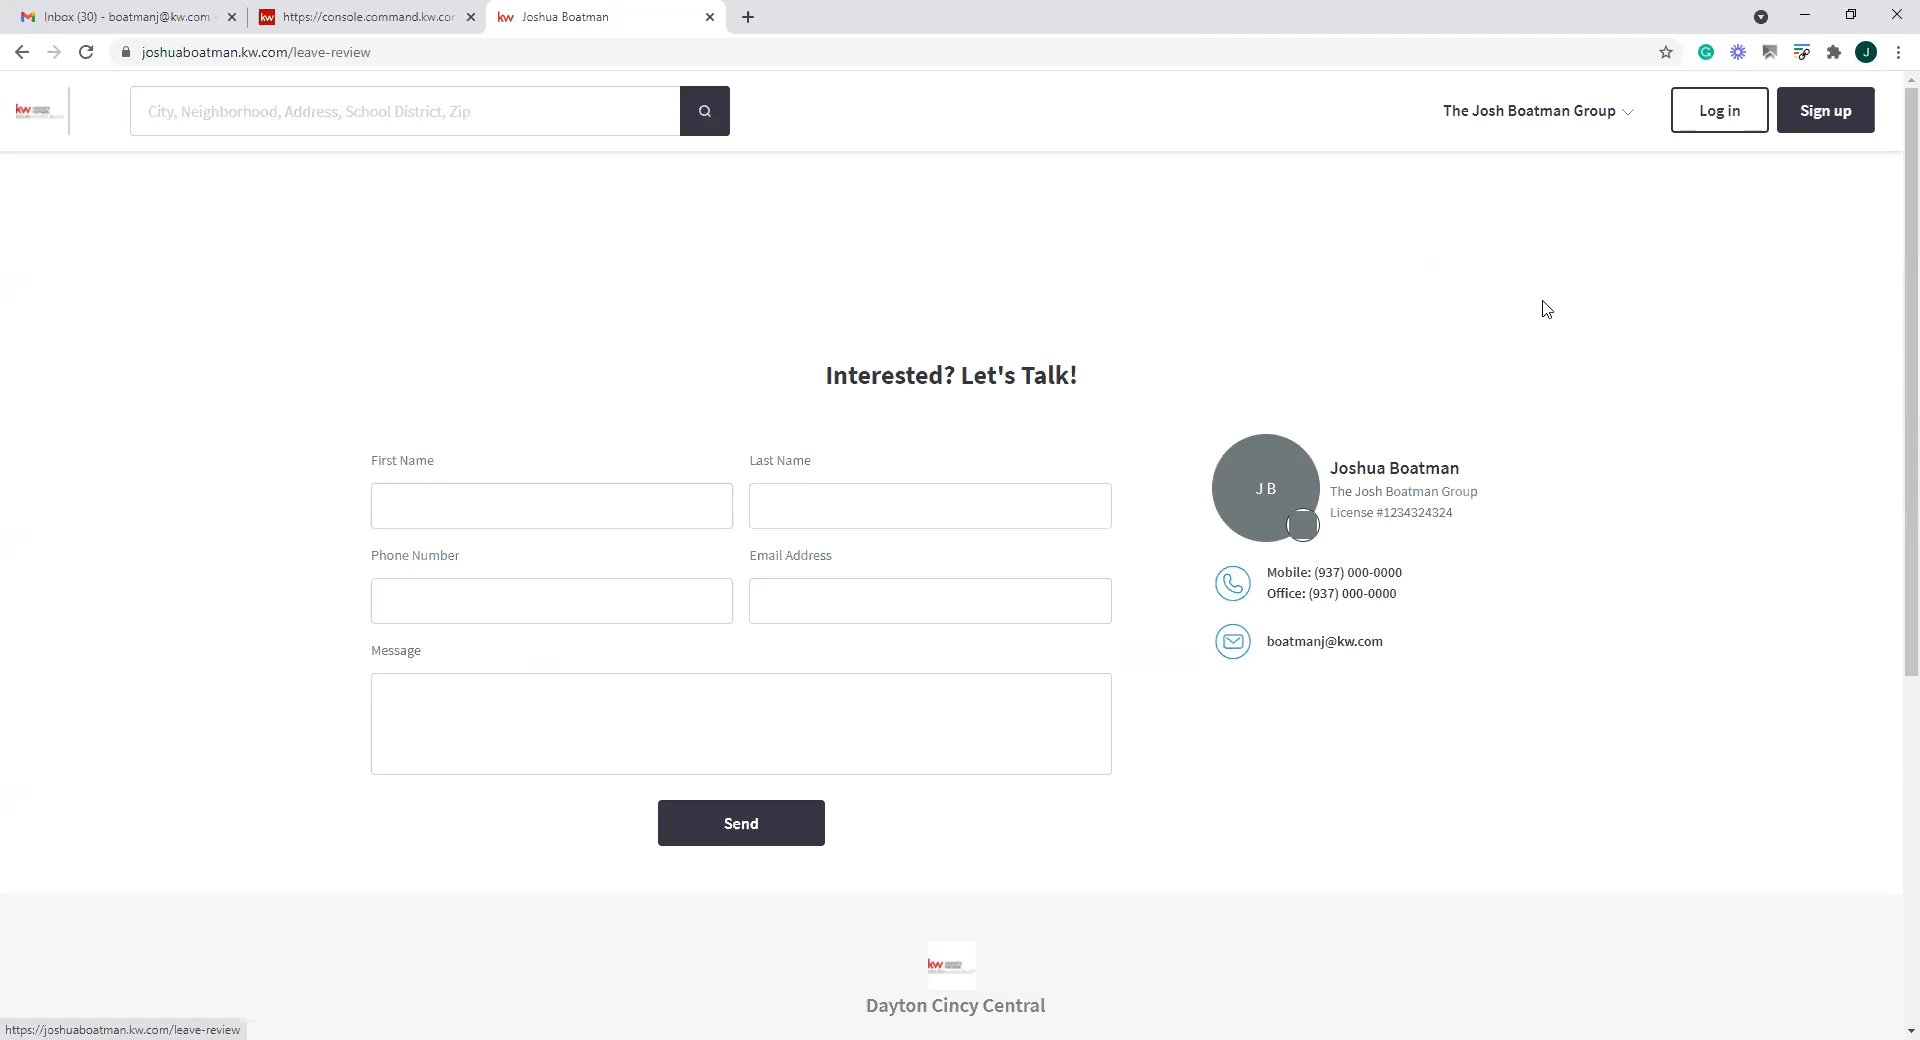 Inbox (30) - boatmanj@kw.com -
https://console.command.kw.cor
kw Joshua Boatman
joshuaboatman.kw.com/leave-review
J
kw
City, Neighborhood, Address, School District, Zip
The Josh Boatman Group
Log in
Sign up
Interested? Let's Talk!
First Name
Last Name
Phone Number
Email Address
Message
Send
J B
Joshua Boatman
The Josh Boatman Group
License #1234324324
Mobile: (937) 000-0000
Office: (937) 000-0000
boatmanj@kw.com
kw
Dayton Cincy Central
https://joshuaboatman.kw.com/leave-review